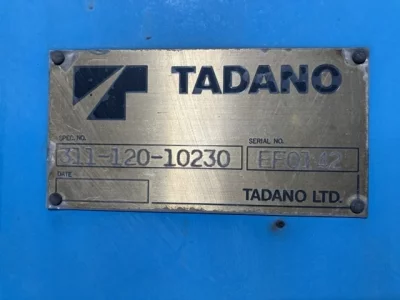 TADANO
SPEC. NO. SERIAL NO.
311-120-10230
DATE
TADANO LTD.